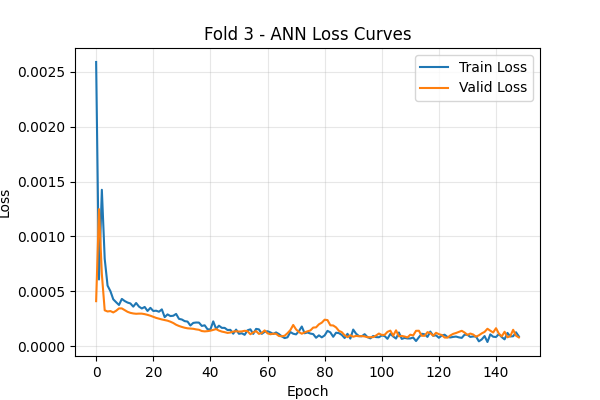 Fold 3 - ANN Loss Curves
Train Loss
Valid Loss
Loss
0.0025
0.0020
0.0015
0.0010
0.0005
0.0000
0 20 40 60 80 100 120 140
Epoch